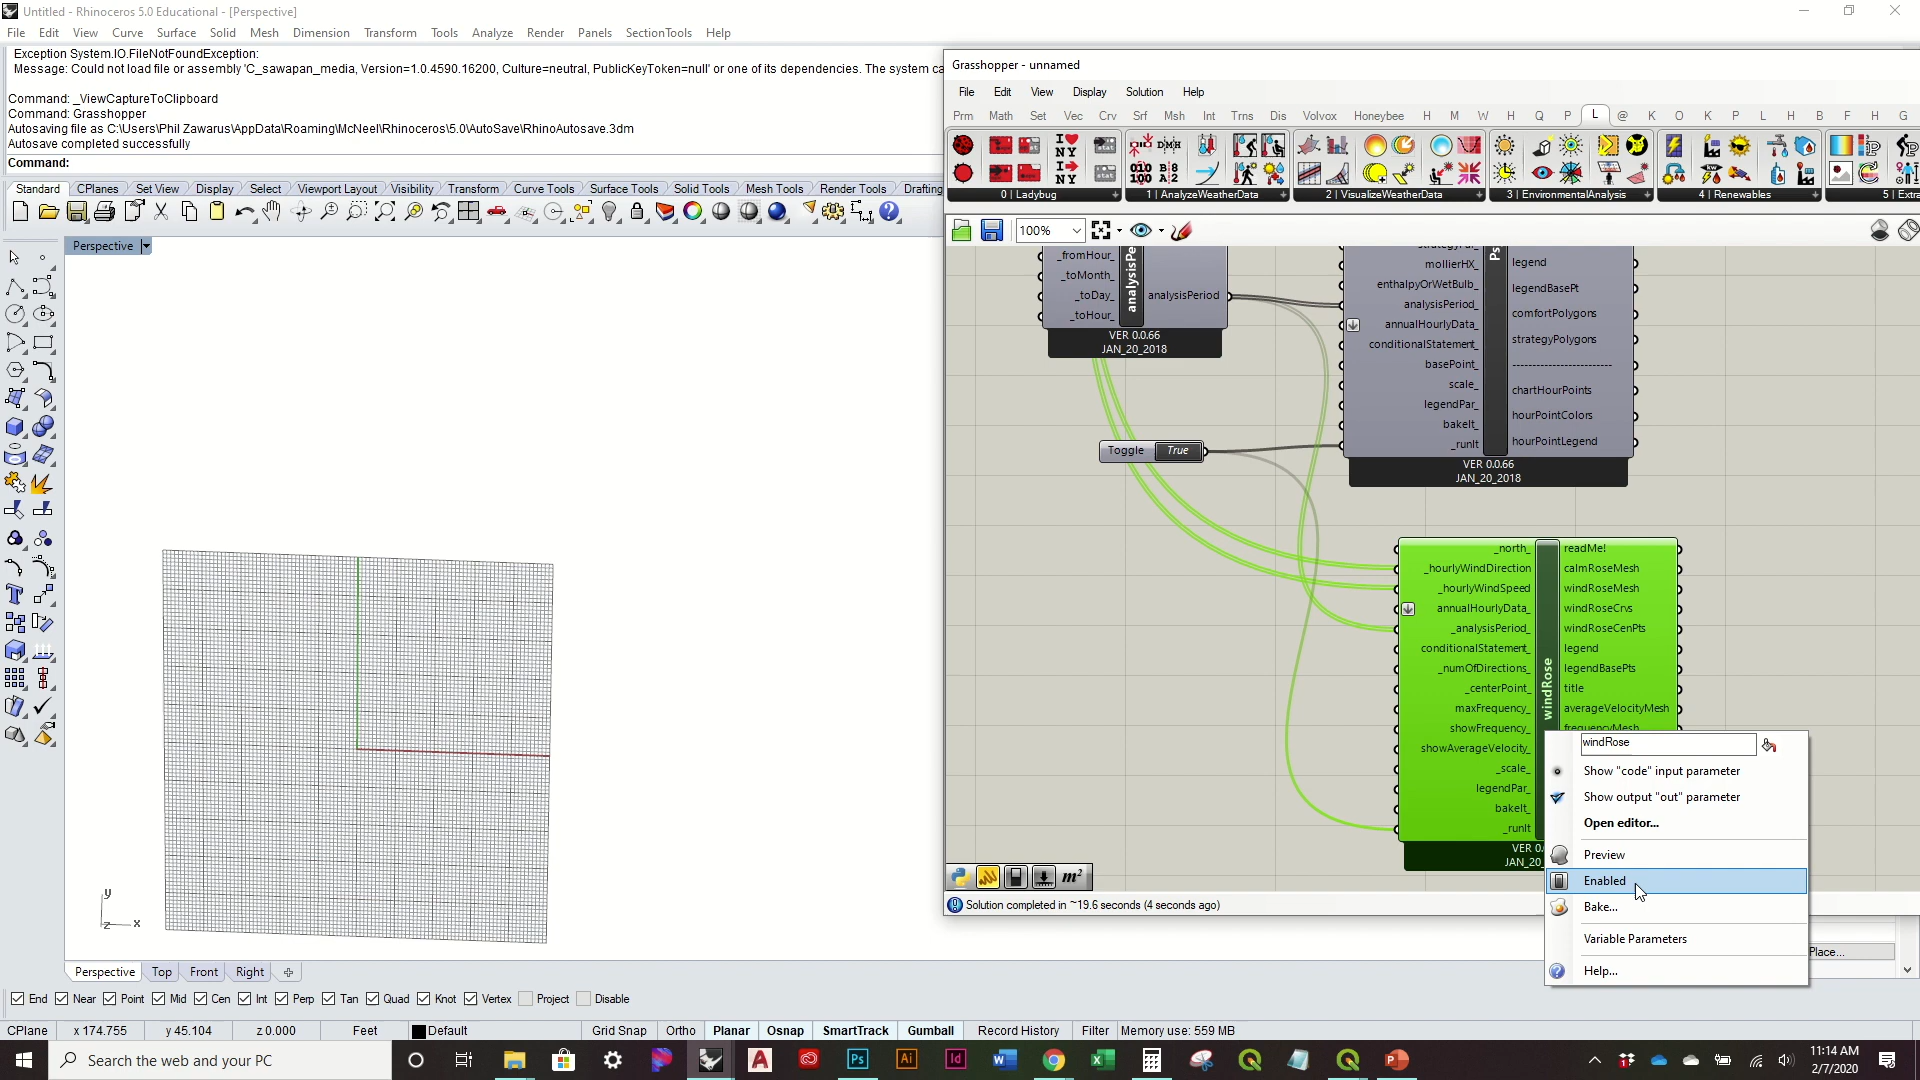 Untitled - Rhinoceros 5.0 Educational - [Perspective]
File Edit View Curve Surface Solid Mesh Dimension Transform Tools Analyze Render Panels SectionTools Help
Exception System.IO.FileNotFoundException:
Message: Could not load file or assembly 'C_sawapan_media, Version=1.0.4590.16200, Culture=neutral, PublicKeyToken=null' or one of its dependencies. The system ca
Command: _ViewCaptureToClipboard
Command: Grasshopper
Autosaving file as C:\Users\Phil Zawarus\AppData\Roaming\McNeel\Rhinoceros\5.0\AutoSave\RhinoAutosave.3dm
Autosave completed successfully
Command:
Standard CPlanes Set View Display Select Viewport Layout Visibility Transform Curve Tools Surface Tools Solid Tools Mesh Tools Render Tools Drafting
Perspective
Grasshopper - unnamed
File Edit View Display Solution Help
Prm Math Set Vec Crv Srf Msh Int Trns Dis Volvox Honeybee H M W H Q P L @ K O K P L H B F H G
0 | Ladybug 1 | AnalyzeWeatherData 2 | VisualizeWeatherData 3 | EnvironmentalAnalysis 4 | Renewables 5 | Extra
100%
_fromHour_
_toMonth_
_toDay_
_toHour_
analysisPe
analysisPeriod
VER 0.0.66
JAN_20_2018
mollierHX_
enthalpyOrWetBulb_
analysisPeriod_
annualHourlyData_
conditionalStatement_
basePoint_
scale_
legendPar_
bakeIt_
_runIt
Ps
legend
legendBasePt
comfortPolygons
strategyPolygons
-------------------------
chartHourPoints
hourPointColors
hourPointLegend
VER 0.0.66
JAN_20_2018
Toggle True
_north_
_hourlyWindDirection
_hourlyWindSpeed
annualHourlyData_
_analysisPeriod_
conditionalStatement_
_numOfDirections_
_centerPoint_
maxFrequency_
showFrequency_
showAverageVelocity_
_scale_
legendPar_
bakeIt_
_runIt
windRose
readMe!
calmRoseMesh
windRoseMesh
windRoseCrvs
windRoseCenPts
legend
legendBasePts
title
averageVelocityMesh
frequencyMesh
VER 0.
JAN_20
windRose
Show "code" input parameter
Show output "out" parameter
Open editor...
Preview
Enabled
Bake...
Variable Parameters
Help...
m²
Solution completed in ~19.6 seconds (4 seconds ago)
Place...
y
z x
Perspective Top Front Right
End Near Point Mid Cen Int Perp Tan Quad Knot Vertex Project Disable
CPlane x 174.755 y 45.104 z 0.000 Feet Default Grid Snap Ortho Planar Osnap SmartTrack Gumball Record History Filter Memory use: 559 MB
Search the web and your PC
11:14 AM
2/7/2020